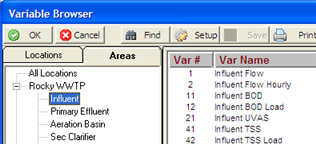 Variable Browser
OK Cancel Find Setup Save Print
Locations Areas
All Locations
Rocky WWTP
Influent
Primary Effluent
Aeration Basin
Sec Clarifier
Var # Var Name
1 Influent Flow
2 Influent Flow Hourly
11 Influent BOD
12 Influent BOD Load
21 Influent UVAS
41 Influent TSS
42 Influent TSS Load